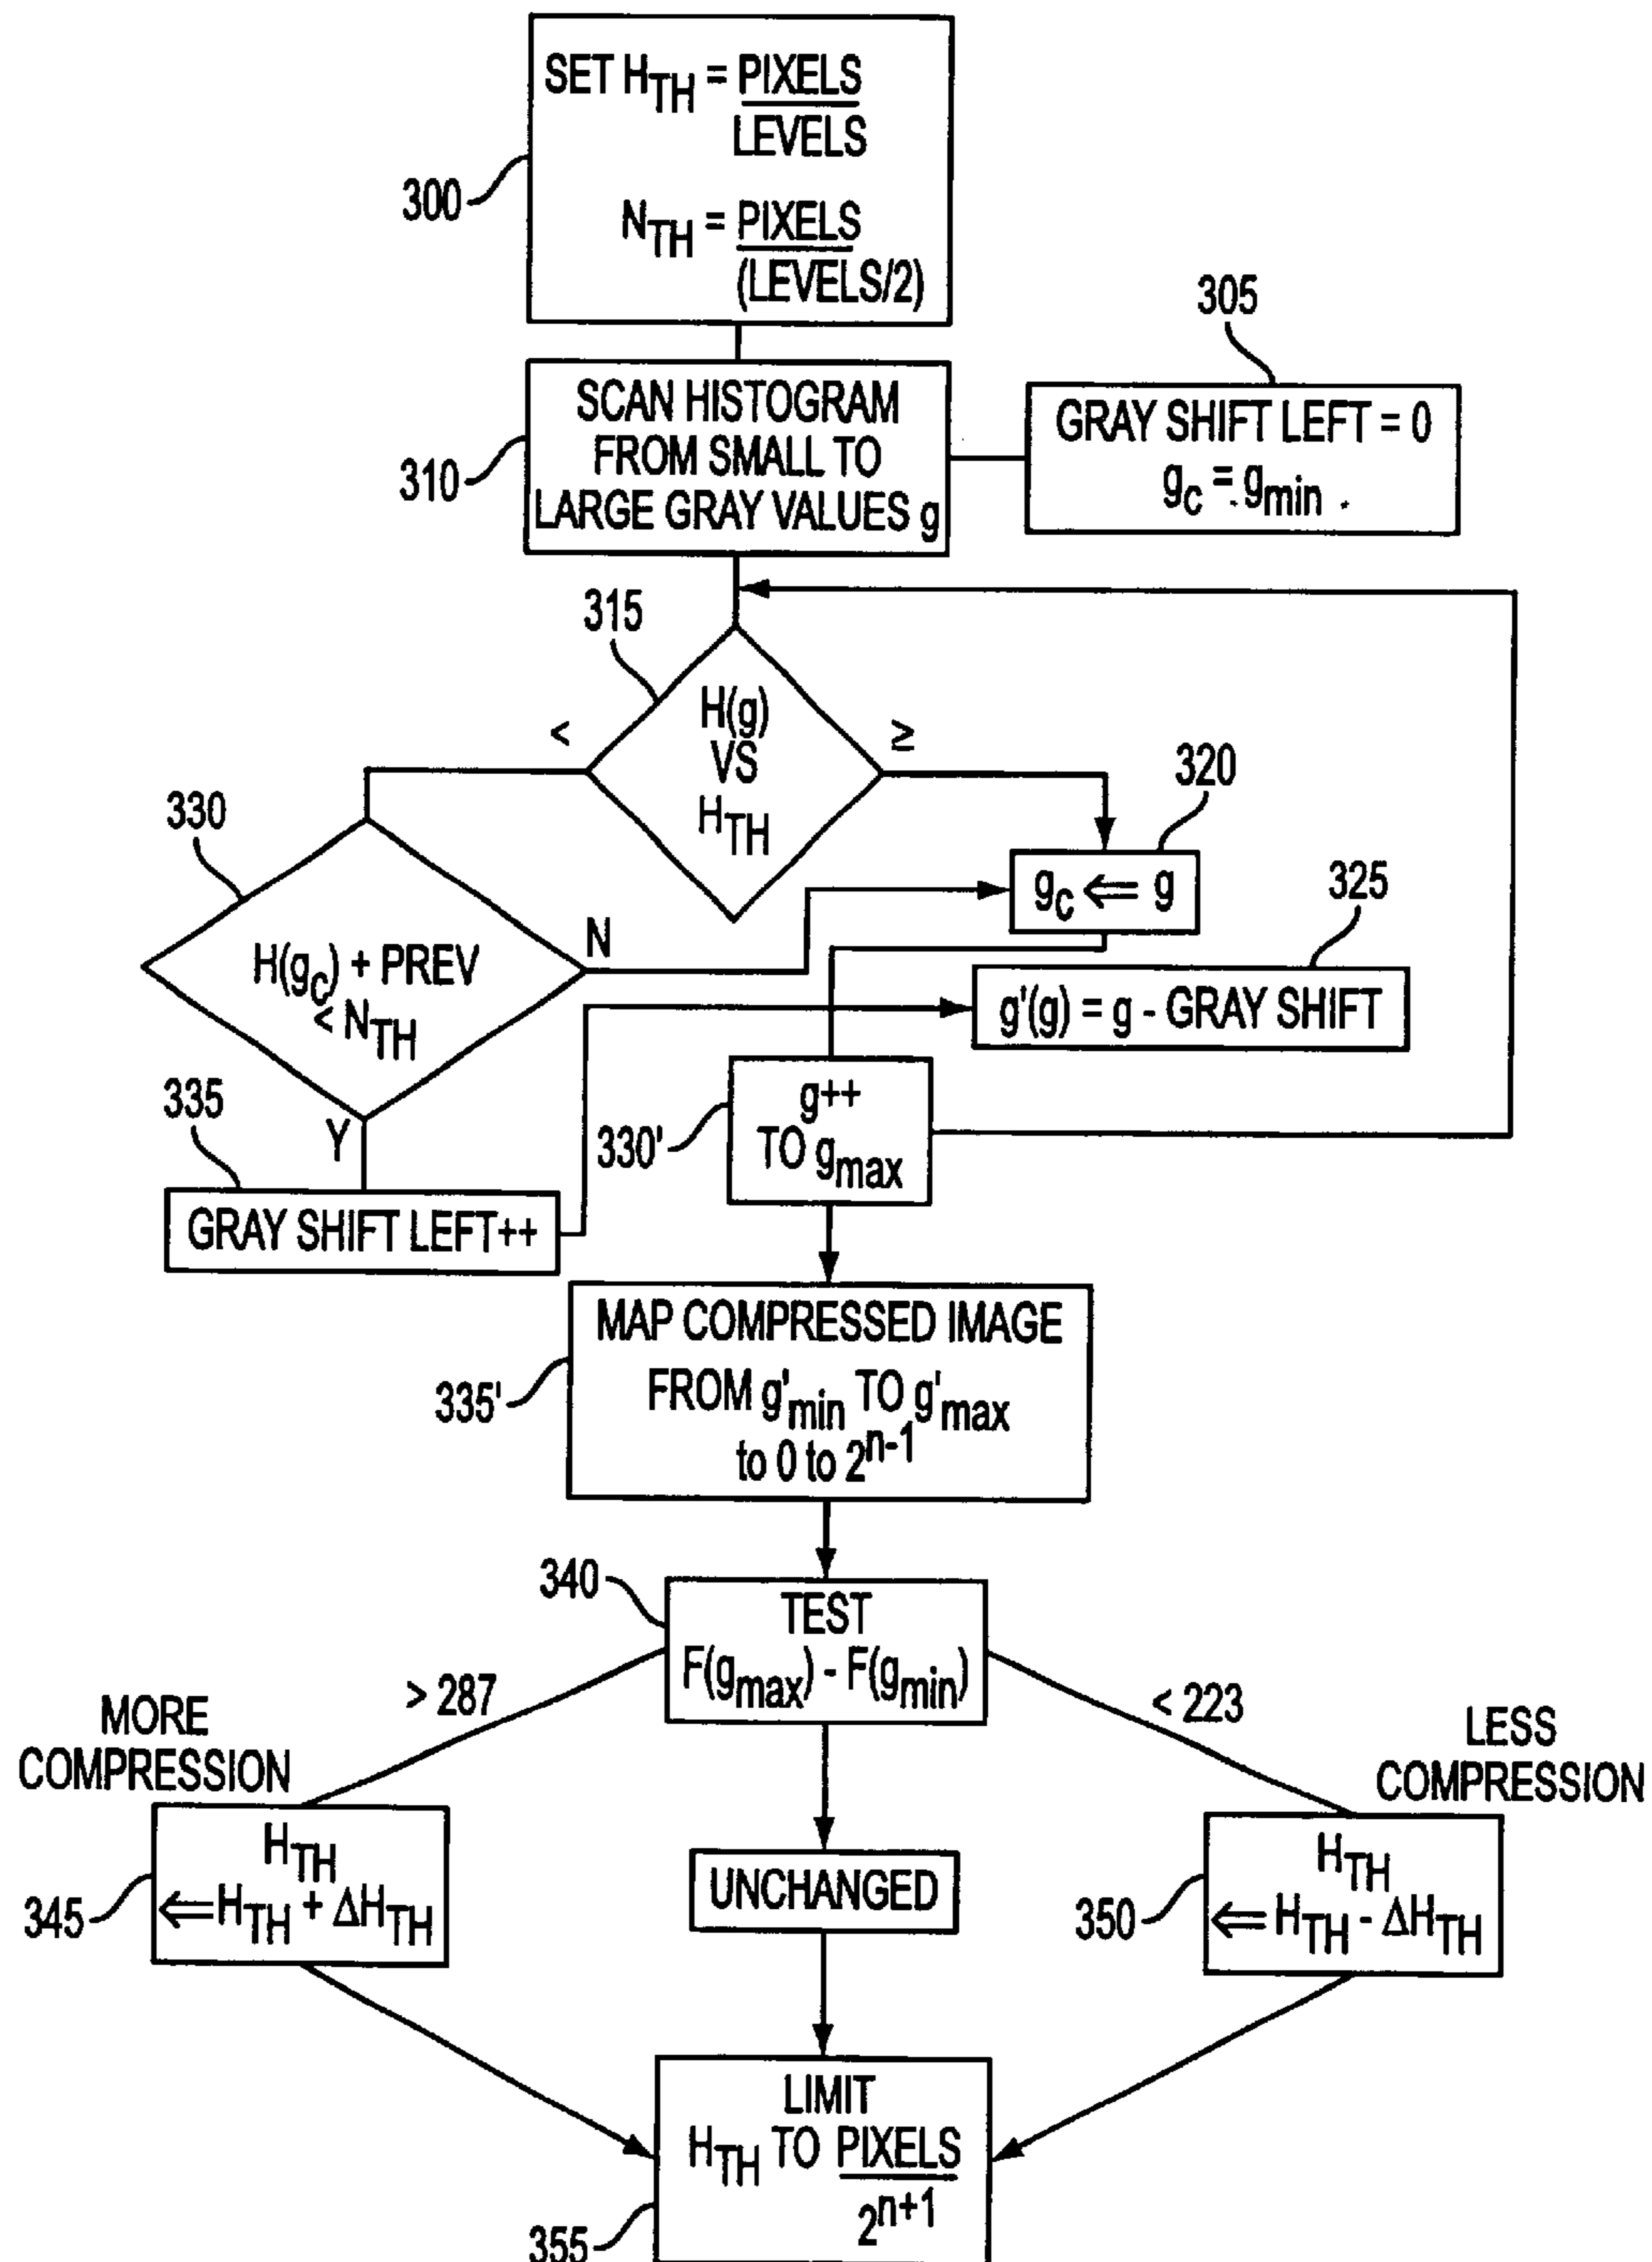 SET H_TH = PIXELS
LEVELS
N_TH = PIXELS
(LEVELS/2)
300
305
SCAN HISTOGRAM
FROM SMALL TO
LARGE GRAY VALUES g
310
GRAY SHIFT LEFT = 0
g_c = g_min
315
H(g)
VS
H_TH
<
≥
320
g_c ⇐ g
325
g'(g) = g - GRAY SHIFT
330
H(g_c) + PREV
< N_TH
N
Y
335
GRAY SHIFT LEFT++
g++
TO g_max
330'
MAP COMPRESSED IMAGE
FROM g'_min TO g'_max
to 0 to 2^n-1
335'
340
TEST
F(g_max) - F(g_min)
> 287
< 223
MORE
COMPRESSION
LESS
COMPRESSION
H_TH
⇐ H_TH + ΔH_TH
345
UNCHANGED
H_TH
⇐ H_TH - ΔH_TH
350
LIMIT
H_TH TO PIXELS
2^n+1
355